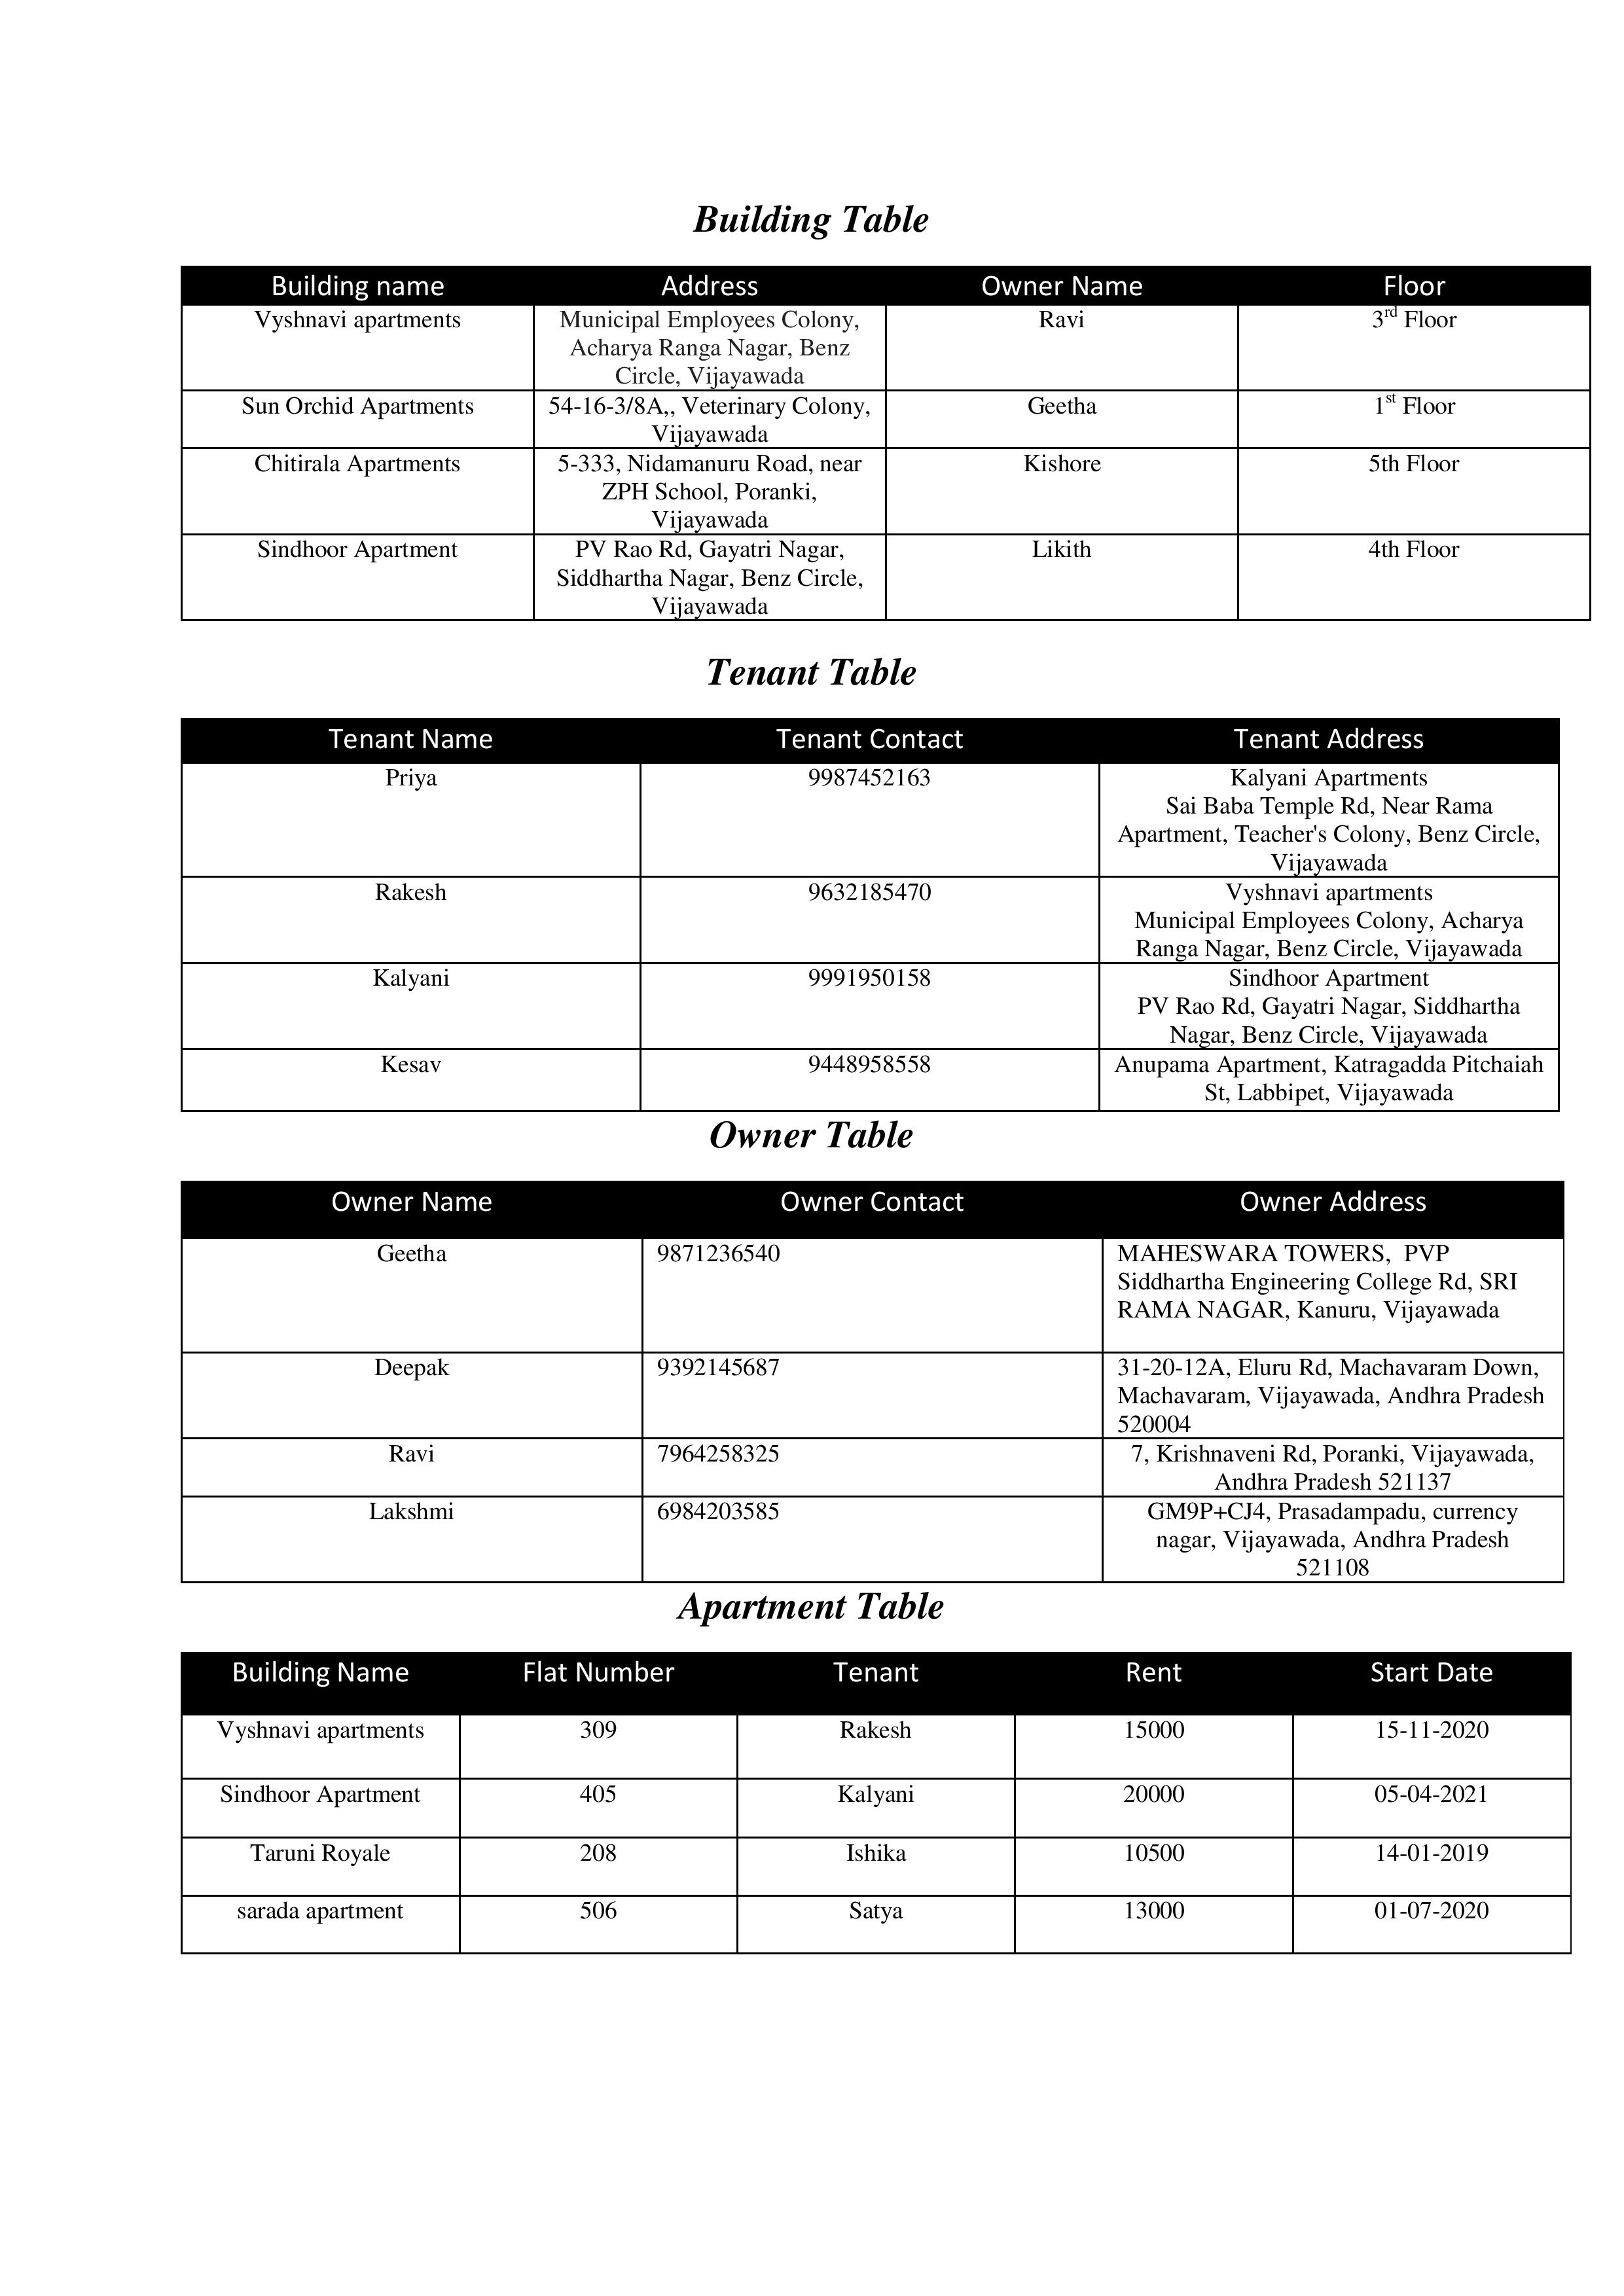 Building Table
Building name Address Owner Name Floor
Vyshnavi apartments Municipal Employees Colony, Ravi 3rd Floor
Acharya Ranga Nagar, Benz
Circle, Vijayawada
Sun Orchid Apartments 54-16-3/8A,, Veterinary Colony, Geetha 1st Floor
Vijayawada
Chitirala Apartments 5-333, Nidamanuru Road, near Kishore 5th Floor
ZPH School, Poranki,
Vijayawada
Sindhoor Apartment PV Rao Rd, Gayatri Nagar, Likith 4th Floor
Siddhartha Nagar, Benz Circle,
Vijayawada
Tenant Table
Tenant Name Tenant Contact Tenant Address
Priya 9987452163 Kalyani Apartments
Sai Baba Temple Rd, Near Rama
Apartment, Teacher's Colony, Benz Circle,
Vijayawada
Rakesh 9632185470 Vyshnavi apartments
Municipal Employees Colony, Acharya
Ranga Nagar, Benz Circle, Vijayawada
Kalyani 9991950158 Sindhoor Apartment
PV Rao Rd, Gayatri Nagar, Siddhartha
Nagar, Benz Circle, Vijayawada
Kesav 9448958558 Anupama Apartment, Katragadda Pitchaiah
St, Labbipet, Vijayawada
Owner Table
Owner Name Owner Contact Owner Address
Geetha 9871236540 MAHESWARA TOWERS, PVP
Siddhartha Engineering College Rd, SRI
RAMA NAGAR, Kanuru, Vijayawada
Deepak 9392145687 31-20-12A, Eluru Rd, Machavaram Down,
Machavaram, Vijayawada, Andhra Pradesh
520004
Ravi 7964258325 7, Krishnaveni Rd, Poranki, Vijayawada,
Andhra Pradesh 521137
Lakshmi 6984203585 GM9P+CJ4, Prasadampadu, currency
nagar, Vijayawada, Andhra Pradesh
521108
Apartment Table
Building Name Flat Number Tenant Rent Start Date
Vyshnavi apartments 309 Rakesh 15000 15-11-2020
Sindhoor Apartment 405 Kalyani 20000 05-04-2021
Taruni Royale 208 Ishika 10500 14-01-2019
sarada apartment 506 Satya 13000 01-07-2020